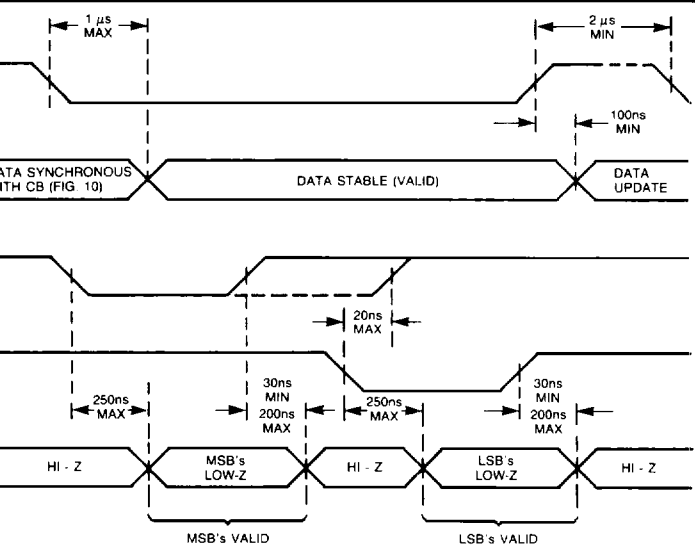 1 μs
MAX
2 μs
MIN
100ns
MIN
ATA SYNCHRONOUS
ITH CB (FIG. 10)
DATA STABLE (VALID)
DATA
UPDATE
20ns
MAX
250ns
MAX
30ns
MIN
200ns
MAX
250ns
MAX
30ns
MIN
200ns
MAX
HI - Z
MSB's
LOW-Z
HI - Z
LSB's
LOW-Z
HI - Z
MSB's VALID
LSB's VALID